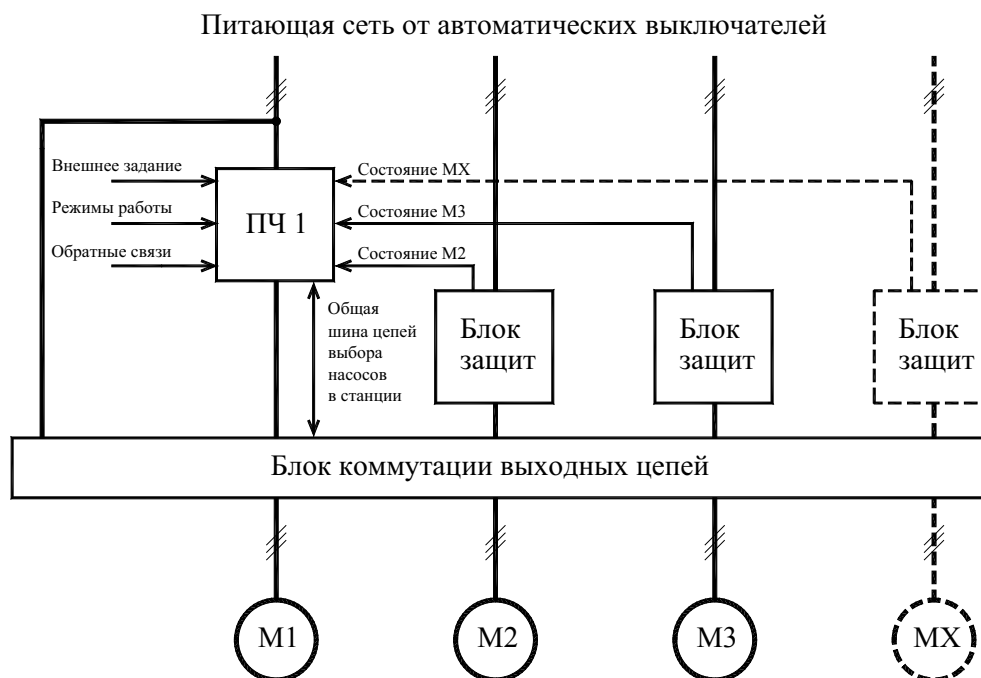 Питающая сеть от автоматических выключателей
Внешнее задание
Режимы работы
Обратные связи
ПЧ 1
Состояние MX
Состояние М3
Состояние М2
Общая
шина цепей
выбора
насосов
в станции
Блок
защит
Блок
защит
Блок
защит
Блок коммутации выходных цепей
М1
М2
М3
МХ